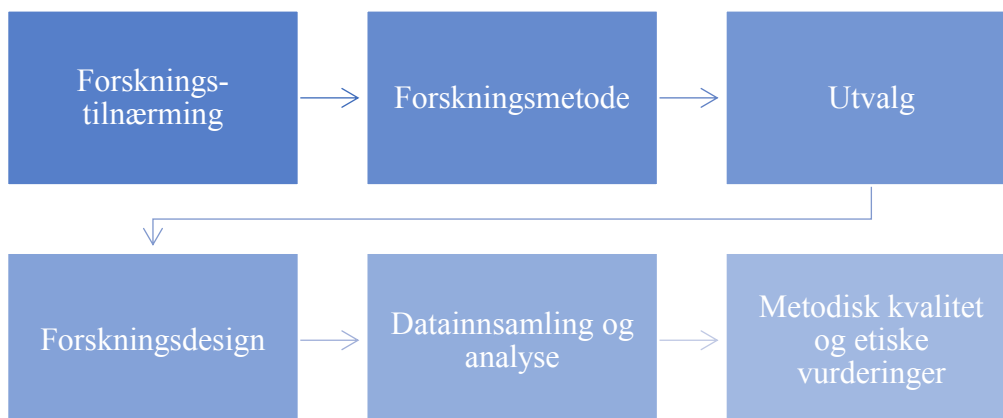 Forsknings-
tilnærming
Forskningsmetode
Utvalg
Forskningsdesign
Datainnsamling og
analyse
Metodisk kvalitet
og etiske
vurderinger